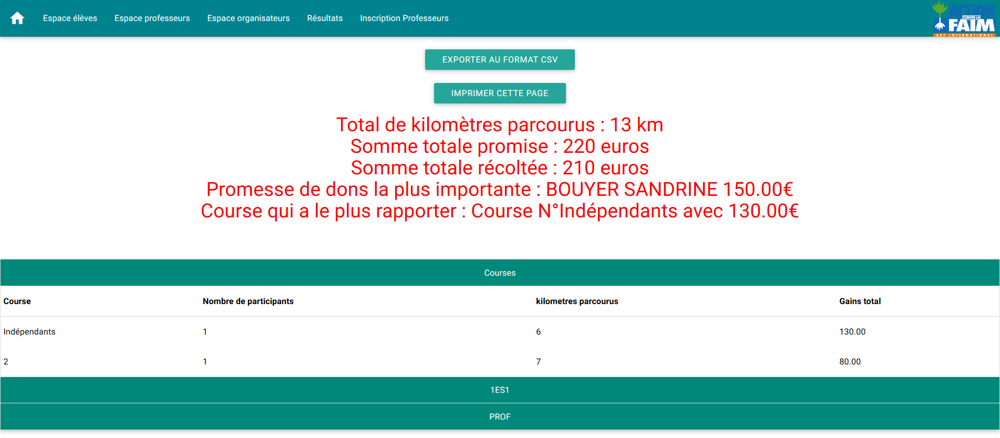 Espace élèves Espace professeurs Espace organisateurs Résultats Inscription Professeurs
ACTION
CONTRE LA
FAIM
ACF INTERNATIONAL
EXPORTER AU FORMAT CSV
IMPRIMER CETTE PAGE
Total de kilomètres parcourus : 13 km
Somme totale promise : 220 euros
Somme totale récoltée : 210 euros
Promesse de dons la plus importante : BOUYER SANDRINE 150.00€
Course qui a le plus rapporter : Course N°Indépendants avec 130.00€
Courses
Course Nombre de participants kilometres parcourus Gains total
Indépendants 1 6 130.00
2 1 7 80.00
1ES1
PROF